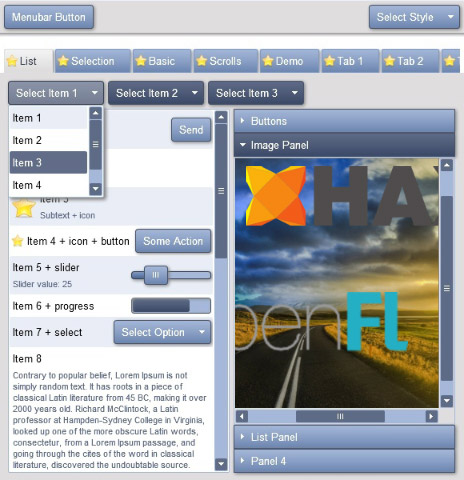 Menubar Button
Select Style
List
Selection
Basic
Scrolls
Demo
Tab 1
Tab 2
Select Item 1
Select Item 2
Select Item 3
Item 1
Item 2
Item 3
Item 4
Send
Subtext + icon
Item 4 + icon + button
Some Action
Item 5 + slider
Slider value: 25
Item 6 + progress
Item 7 + select
Select Option
Item 8
Contrary to popular belief, Lorem Ipsum is not
simply random text. It has roots in a piece of
classical Latin literature from 45 BC, making it over
2000 years old. Richard McClintock, a Latin
professor at Hampden-Sydney College in Virginia,
looked up one of the more obscure Latin words,
consectetur, from a Lorem Ipsum passage, and
going through the cites of the word in classical
literature, discovered the undoubtable source.
Buttons
Image Panel
HA
penFL
List Panel
Panel 4